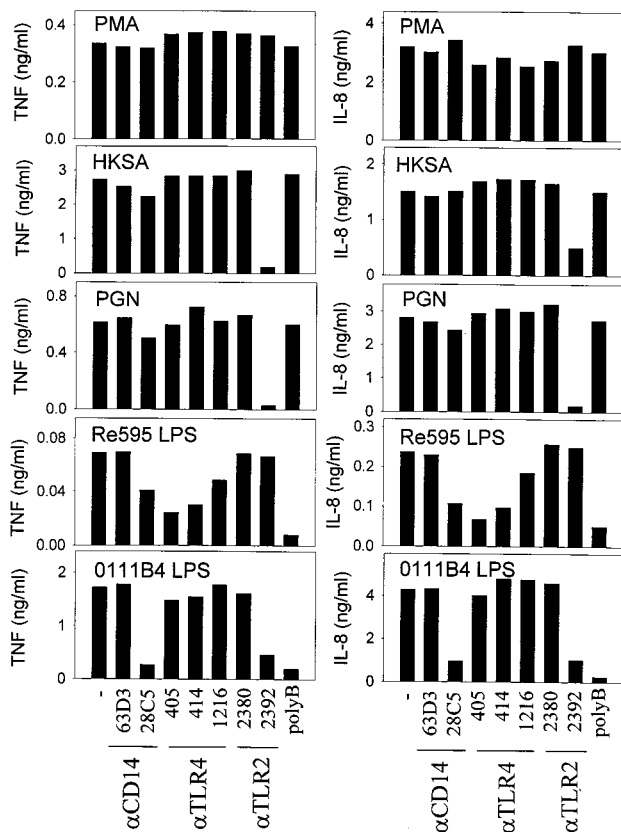 PMA
TNF (ng/ml)
0.4
0.2
0.0
HKSA
TNF (ng/ml)
3
2
1
0
PGN
TNF (ng/ml)
0.8
0.4
0.0
Re595 LPS
TNF (ng/ml)
0.08
0.04
0.00
0111B4 LPS
TNF (ng/ml)
2
1
0
-
63D3
28C5
405
414
1216
2380
2392
polyB
αCD14
αTLR4
αTLR2
PMA
IL-8 (ng/ml)
4
2
0
HKSA
IL-8 (ng/ml)
2
1
0
PGN
IL-8 (ng/ml)
3
2
1
0
Re595 LPS
IL-8 (ng/ml)
0.3
0.2
0.1
0.0
0111B4 LPS
IL-8 (ng/ml)
4
2
0
-
63D3
28C5
405
414
1216
2380
2392
polyB
αCD14
αTLR4
αTLR2